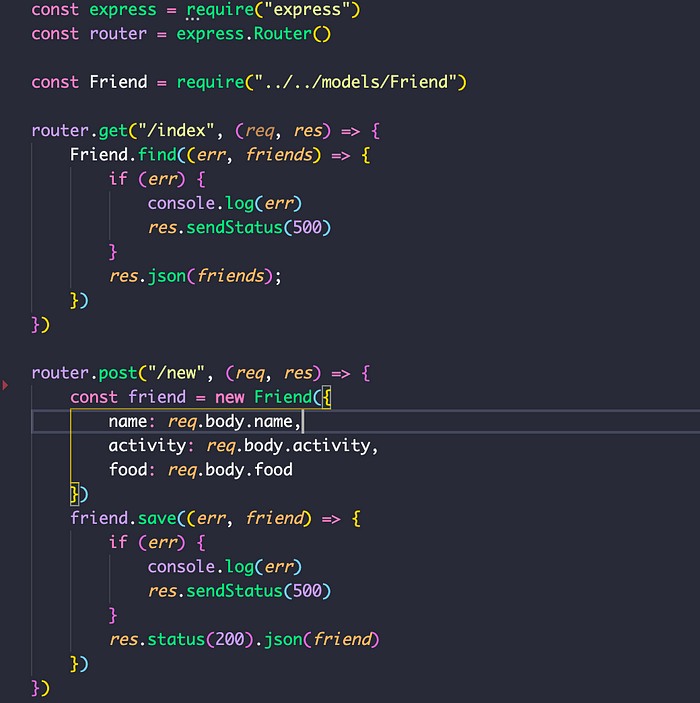 const express = require("express")
const router = express.Router()

const Friend = require("../../models/Friend")

router.get("/index", (req, res) => {
    Friend.find((err, friends) => {
        if (err) {
            console.log(err)
            res.sendStatus(500)
        }
        res.json(friends);
    })
})

router.post("/new", (req, res) => {
    const friend = new Friend({
        name: req.body.name,
        activity: req.body.activity,
        food: req.body.food
    })
    friend.save((err, friend) => {
        if (err) {
            console.log(err)
            res.sendStatus(500)
        }
        res.status(200).json(friend)
    })
})